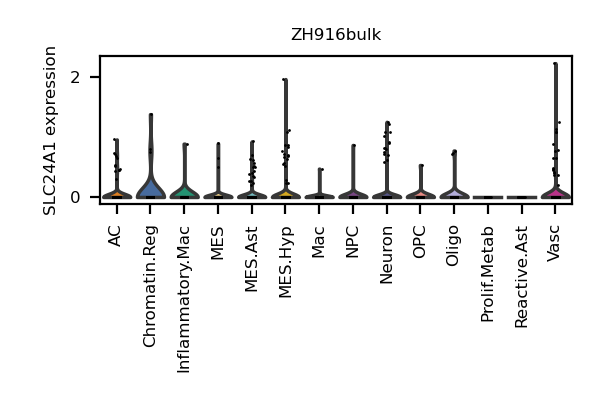 ZH916bulk
SLC24A1 expression
2
0
AC
Chromatin.Reg
Inflammatory.Mac
MES
MES.Ast
MES.Hyp
Mac
NPC
Neuron
OPC
Oligo
Prolif.Metab
Reactive.Ast
Vasc